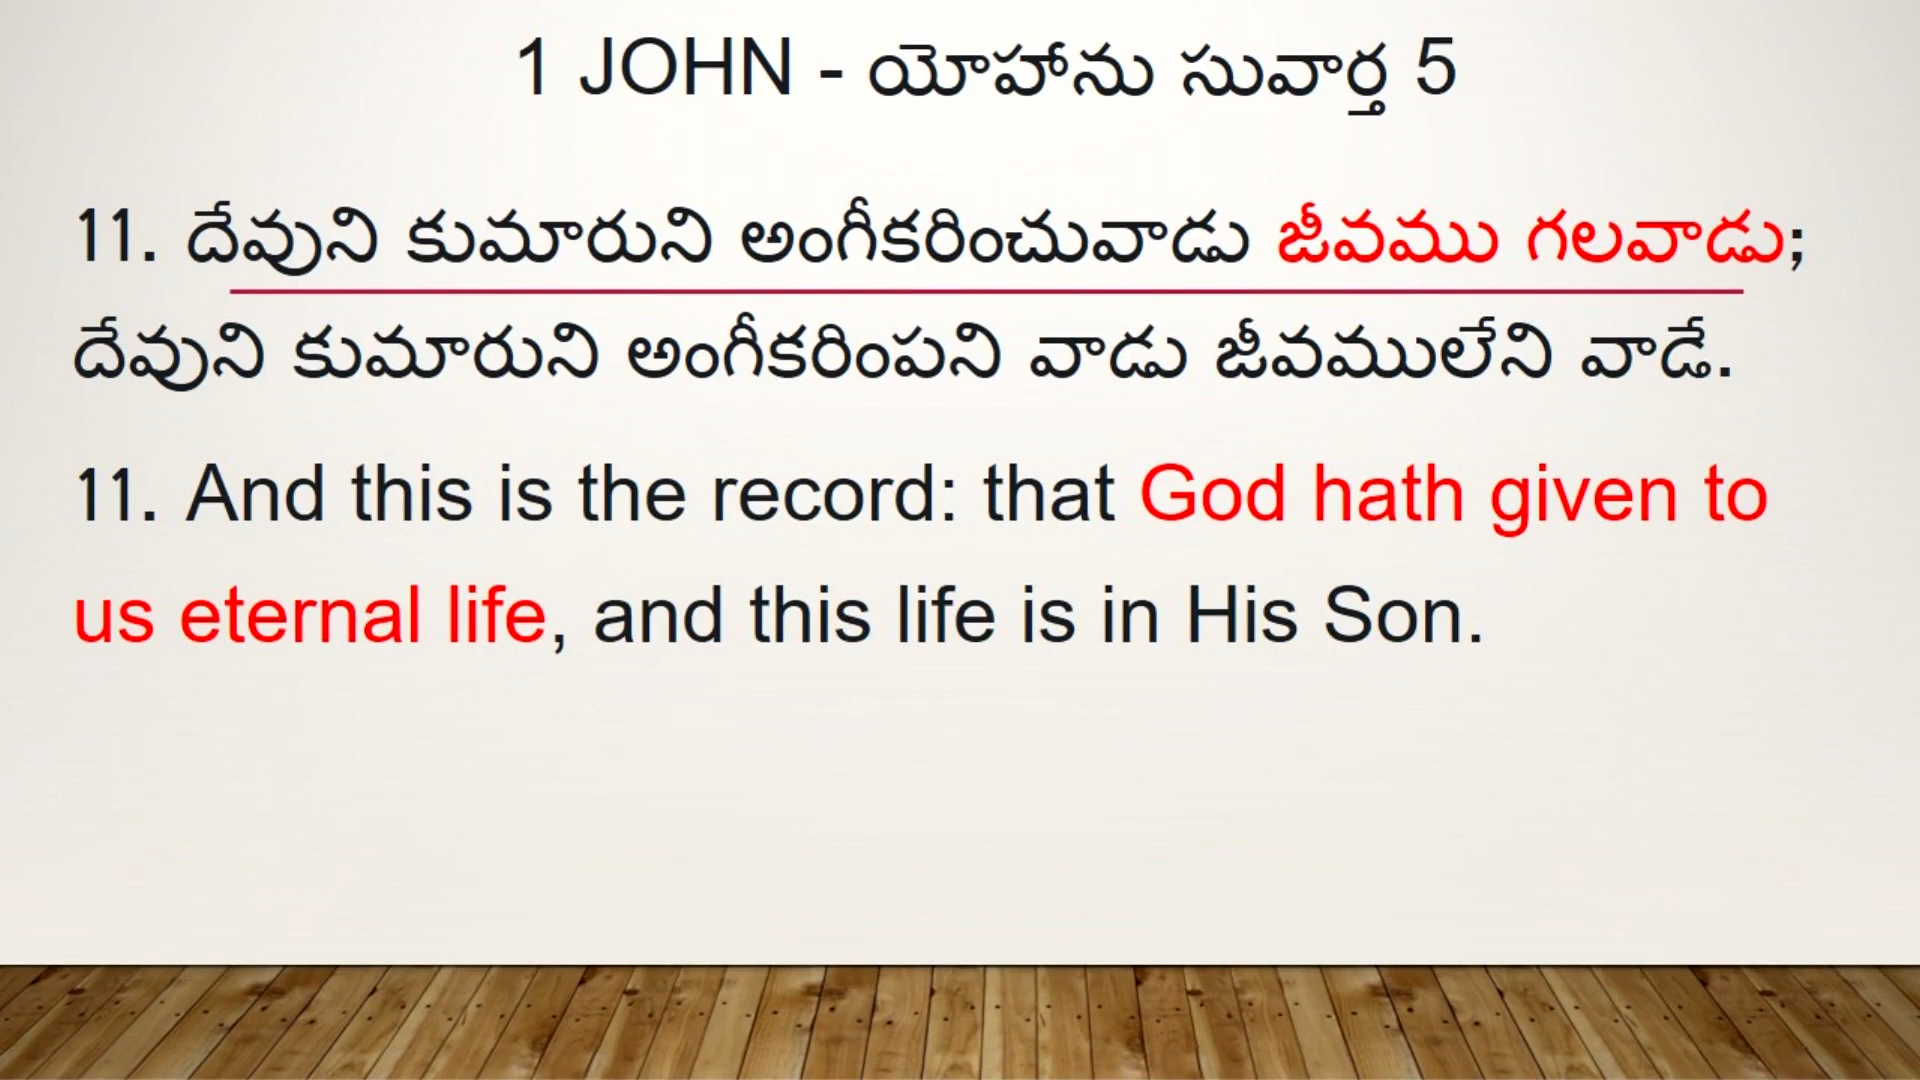 1 JOHN - యోహాను సువార్త 5
11. దేవుని కుమారుని అంగీకరించువాడు జీవము గలవాడు;
దేవుని కుమారుని అంగీకరింపని వాడు జీవములేని వాడే.
11. And this is the record: that God hath given to
us eternal life, and this life is in His Son.